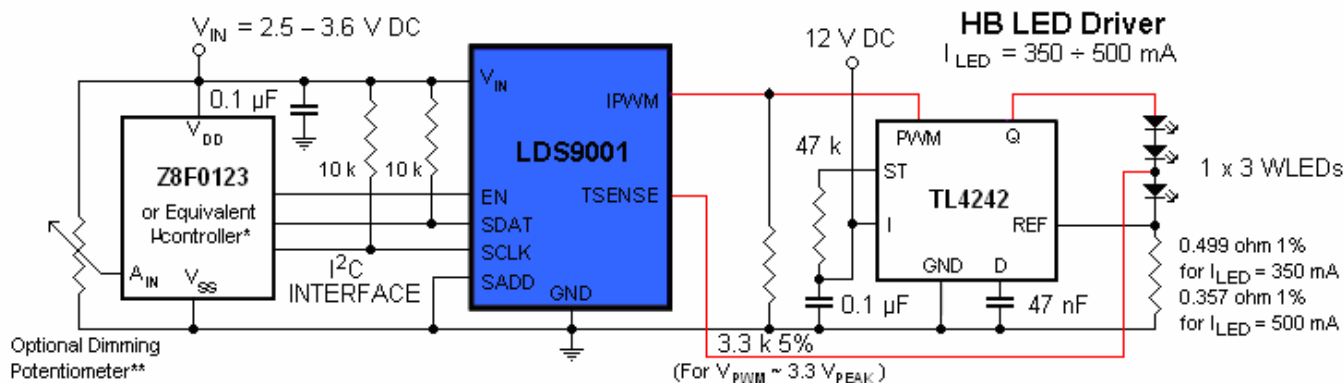 V_IN = 2.5 – 3.6 V DC
12 V DC
HB LED Driver
I_LED = 350 ÷ 500 mA
0.1 µF
V_DD
Z8F0123
or Equivalent
µcontroller*
A_IN
V_SS
10 k
10 k
I²C
INTERFACE
V_IN
IPWM
LDS9001
EN
TSENSE
SDAT
SCLK
SADD
GND
47 k
PWM
Q
ST
TL4242
I
REF
GND
D
0.1 µF
47 nF
1 x 3 WLEDs
0.499 ohm 1%
for I_LED = 350 mA
0.357 ohm 1%
for I_LED = 500 mA
Optional Dimming
Potentiometer**
3.3 k 5%
(For V_PWM ~ 3.3 V_PEAK)